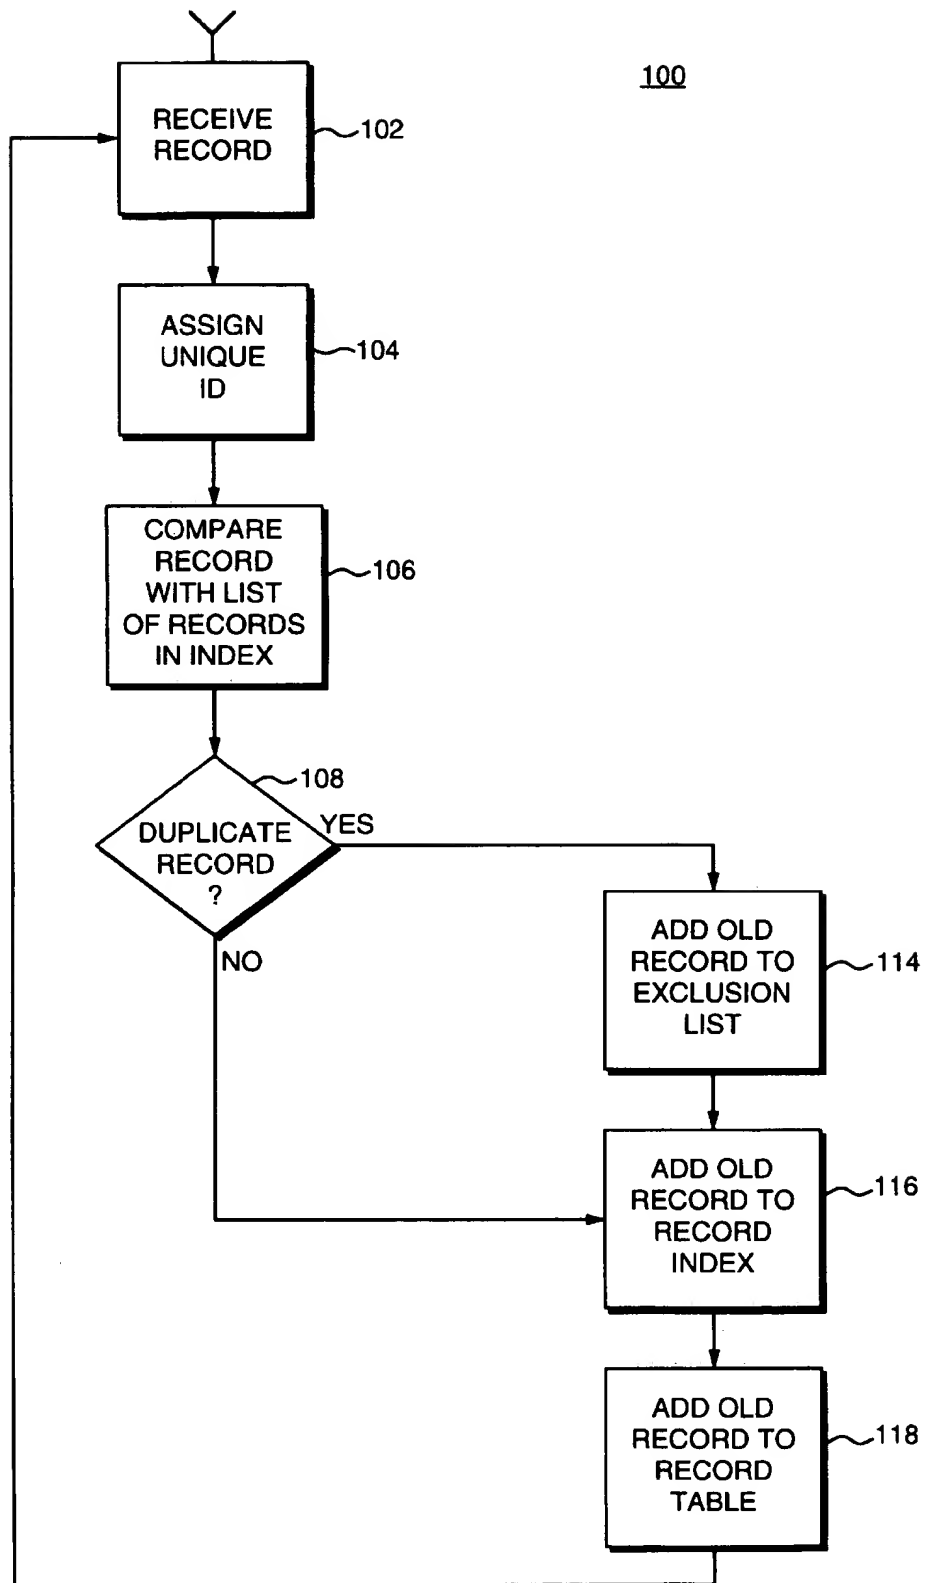 100
RECEIVE
RECORD
102
ASSIGN
UNIQUE
ID
104
COMPARE
RECORD
WITH LIST
OF RECORDS
IN INDEX
106
108
DUPLICATE
RECORD
?
YES
NO
ADD OLD
RECORD TO
EXCLUSION
LIST
114
ADD OLD
RECORD TO
RECORD
INDEX
116
ADD OLD
RECORD TO
RECORD
TABLE
118